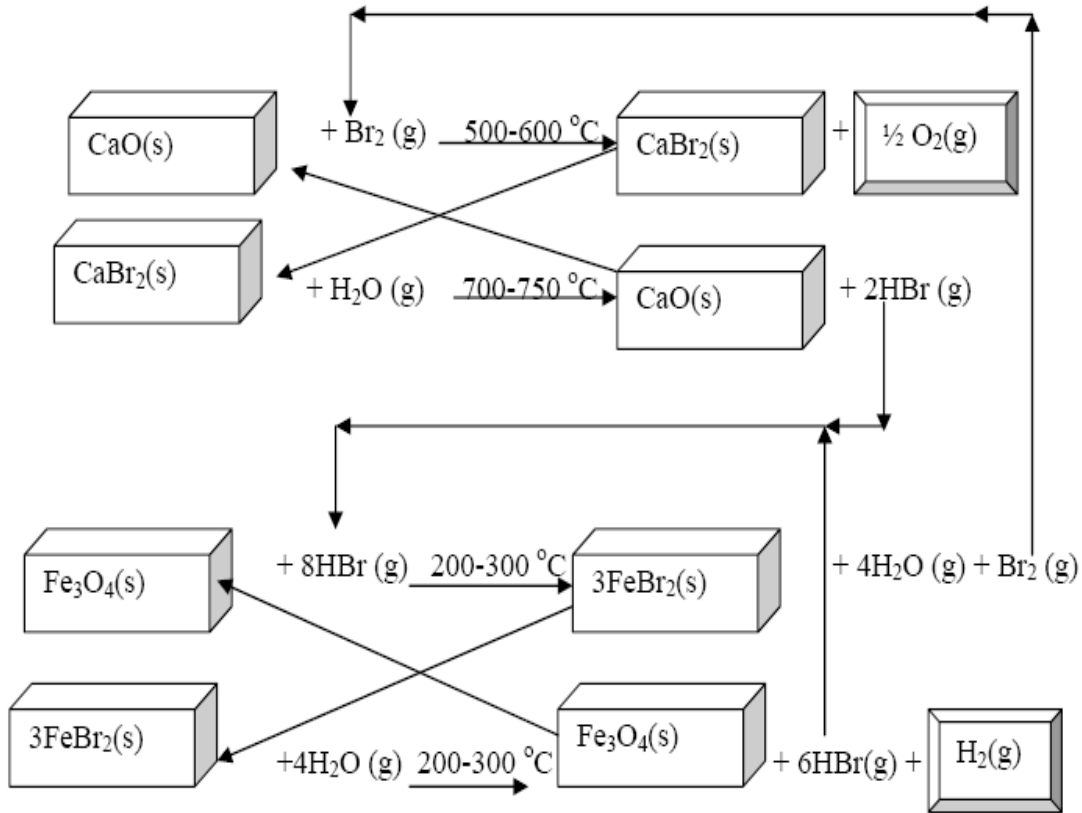 CaO(s) + Br₂ (g) 500-600 °C CaBr₂(s) + ½ O₂(g)
CaBr₂(s) + H₂O (g) 700-750 °C CaO(s) + 2HBr (g)
Fe₃O₄(s) + 8HBr (g) 200-300 °C 3FeBr₂(s) + 4H₂O (g) + Br₂ (g)
3FeBr₂(s) +4H₂O (g) 200-300 °C Fe₃O₄(s) + 6HBr(g) + H₂(g)